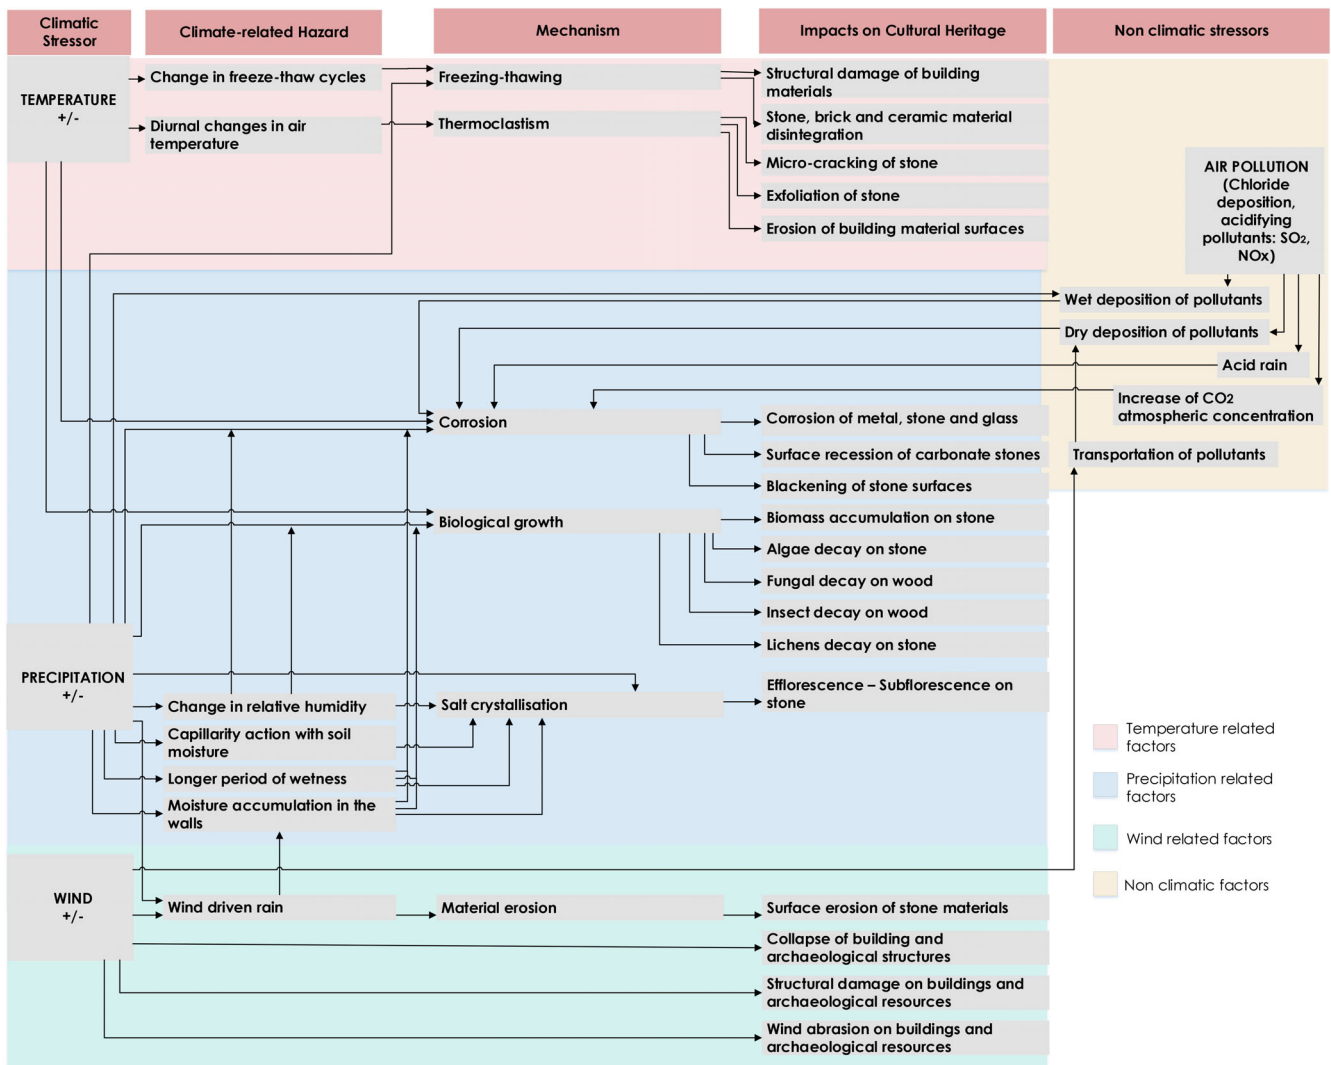 Climatic
Stressor
Climate-related Hazard
Mechanism
Impacts on Cultural Heritage
Non climatic stressors
TEMPERATURE
+/-
Change in freeze-thaw cycles
Freezing-thawing
Structural damage of building
materials
Diurnal changes in air
temperature
Thermoclastism
Stone, brick and ceramic material
disintegration
Micro-cracking of stone
Exfoliation of stone
Erosion of building material surfaces
AIR POLLUTION
(Chloride
deposition,
acidifying
pollutants: SO₂,
NOx)
Wet deposition of pollutants
Dry deposition of pollutants
Acid rain
Increase of CO₂
atmospheric concentration
Transportation of pollutants
Corrosion
Corrosion of metal, stone and glass
Surface recession of carbonate stones
Blackening of stone surfaces
Biological growth
Biomass accumulation on stone
Algae decay on stone
Fungal decay on wood
Insect decay on wood
Lichens decay on stone
PRECIPITATION
+/-
Change in relative humidity
Salt crystallisation
Efflorescence – Subflorescence on
stone
Capillarity action with soil
moisture
Longer period of wetness
Moisture accumulation in the
walls
WIND
+/-
Wind driven rain
Material erosion
Surface erosion of stone materials
Collapse of building and
archaeological structures
Structural damage on buildings and
archaeological resources
Wind abrasion on buildings and
archaeological resources
Temperature related
factors
Precipitation related
factors
Wind related factors
Non climatic factors